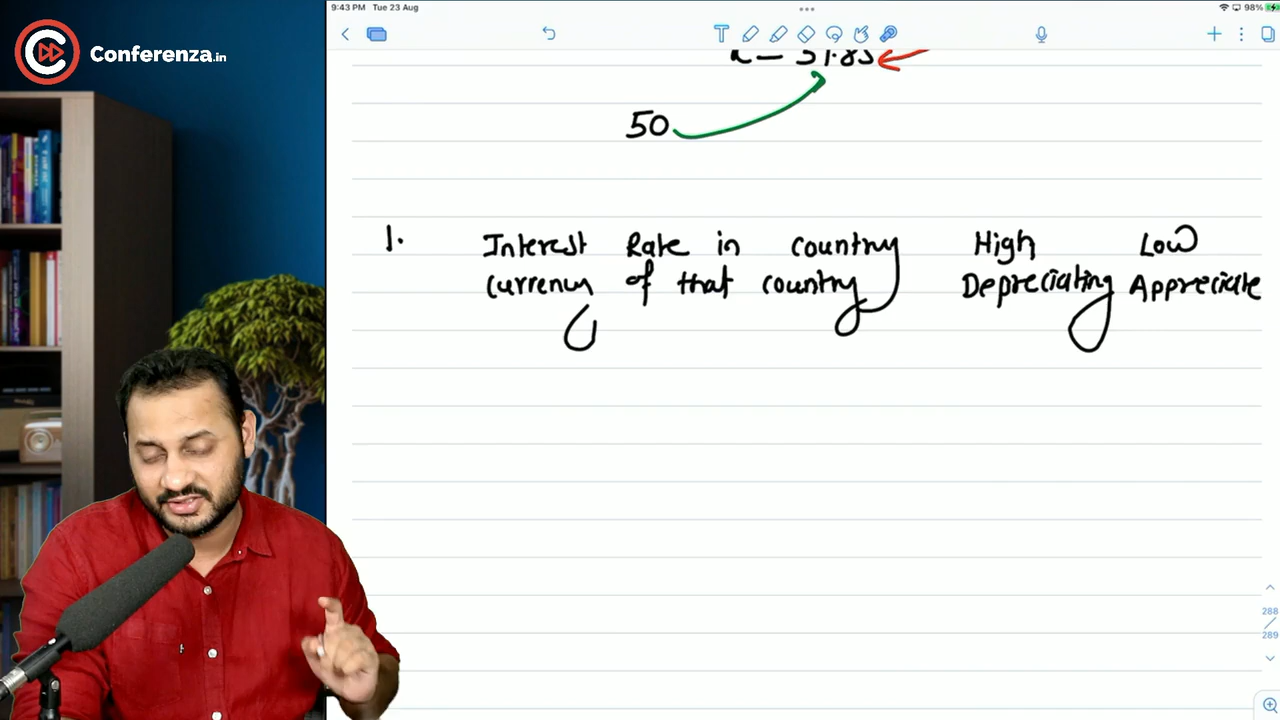 9:43 PM Tue 23 Aug
98%
Conferenza.in
T
50
1. Interest Rate in country High Low
currency of that country Depreciating Appreciate
288
289